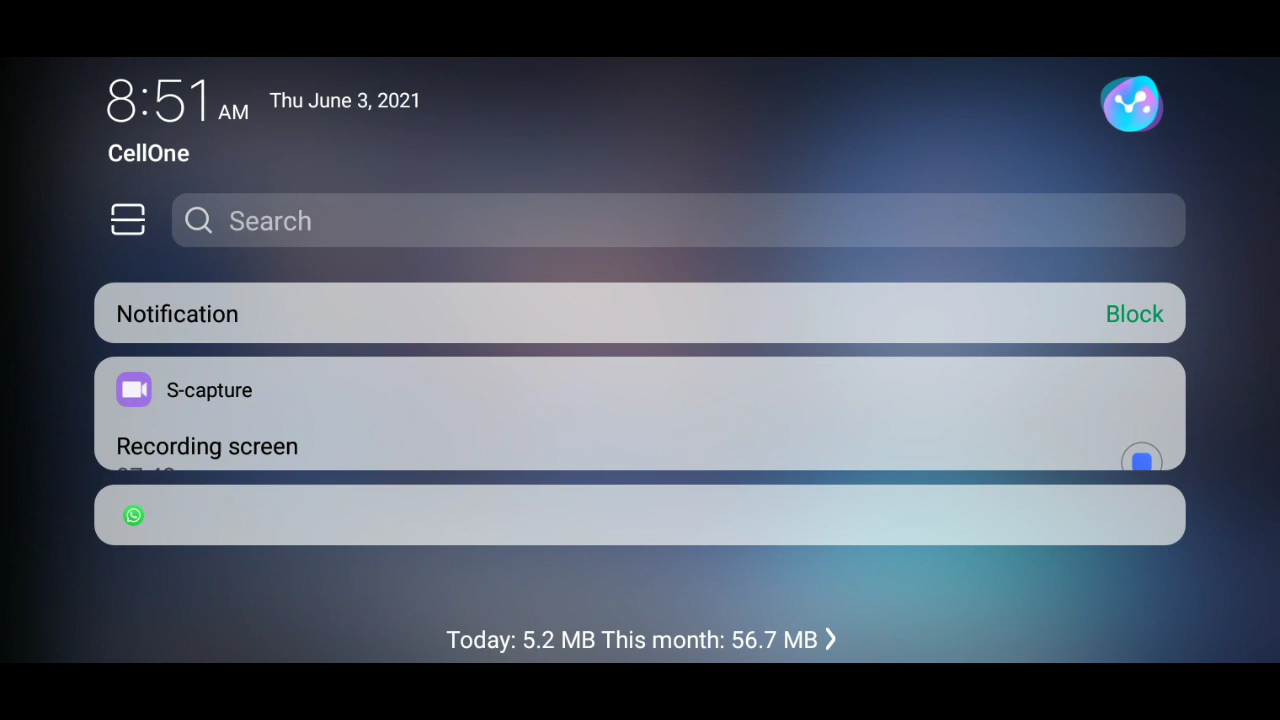 8:51 AM Thu June 3, 2021
CellOne
Search
Notification Block
S-capture
Recording screen
Today: 5.2 MB This month: 56.7 MB